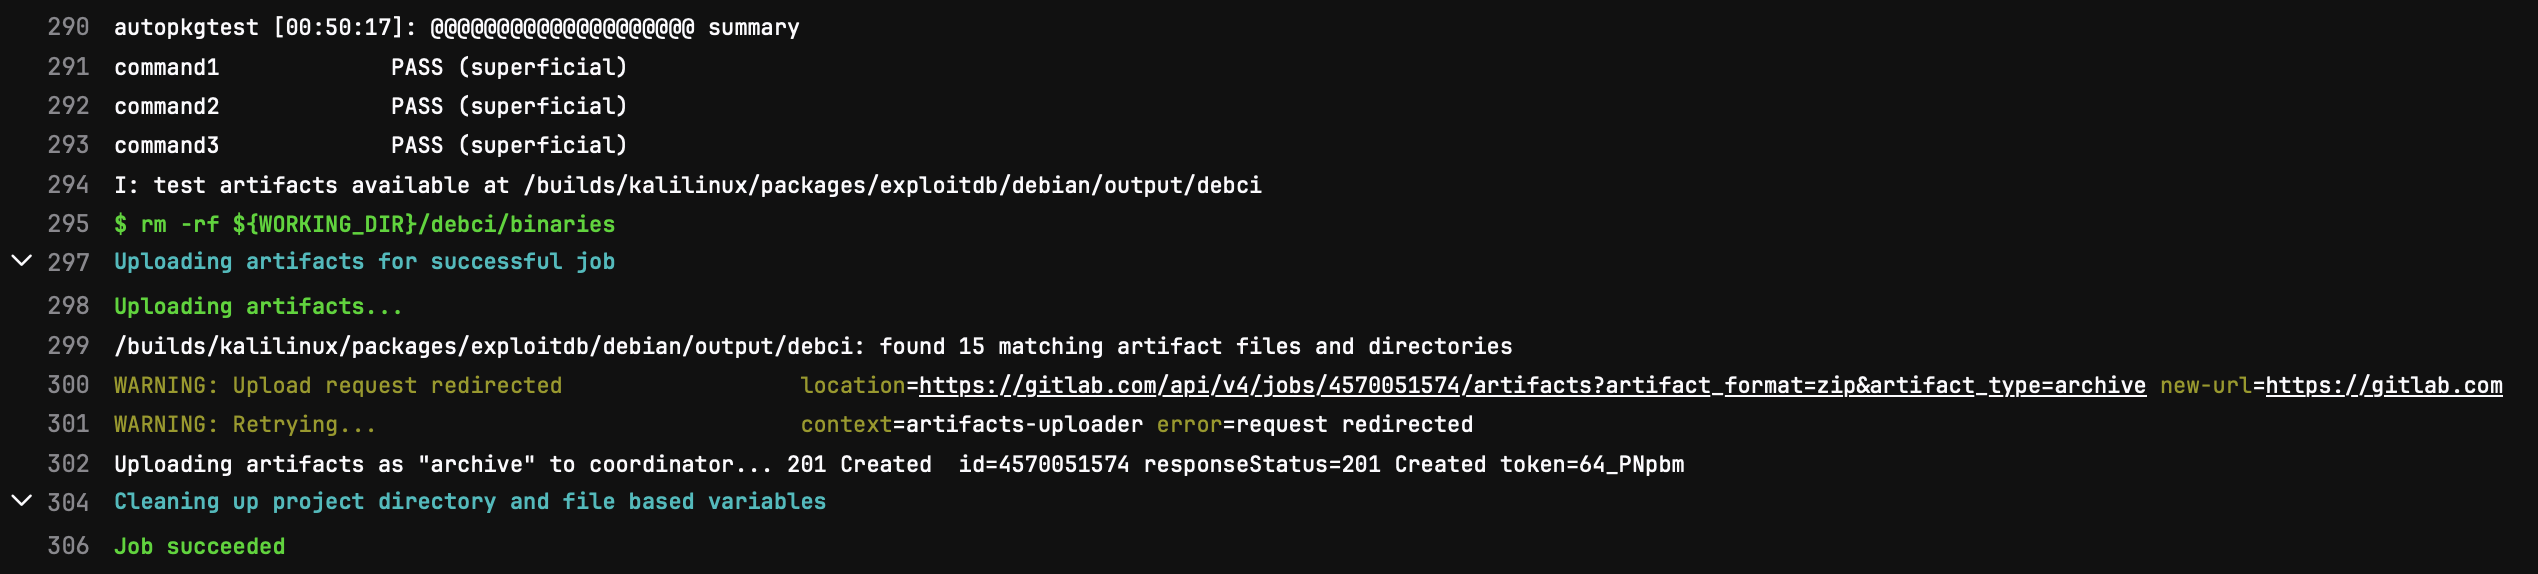 290 autopkgtest [00:50:17]: @@@@@@@@@@@@@@@@@@@@ summary
291 command1             PASS (superficial)
292 command2             PASS (superficial)
293 command3             PASS (superficial)
294 I: test artifacts available at /builds/kalilinux/packages/exploitdb/debian/output/debci
295 $ rm -rf ${WORKING_DIR}/debci/binaries
297 Uploading artifacts for successful job
298 Uploading artifacts...
299 /builds/kalilinux/packages/exploitdb/debian/output/debci: found 15 matching artifact files and directories
300 WARNING: Upload request redirected                  location=https://gitlab.com/api/v4/jobs/4570051574/artifacts?artifact_format=zip&artifact_type=archive new-url=https://gitlab.com
301 WARNING: Retrying...                                context=artifacts-uploader error=request redirected
302 Uploading artifacts as "archive" to coordinator... 201 Created  id=4570051574 responseStatus=201 Created token=64_PNpbm
304 Cleaning up project directory and file based variables
306 Job succeeded